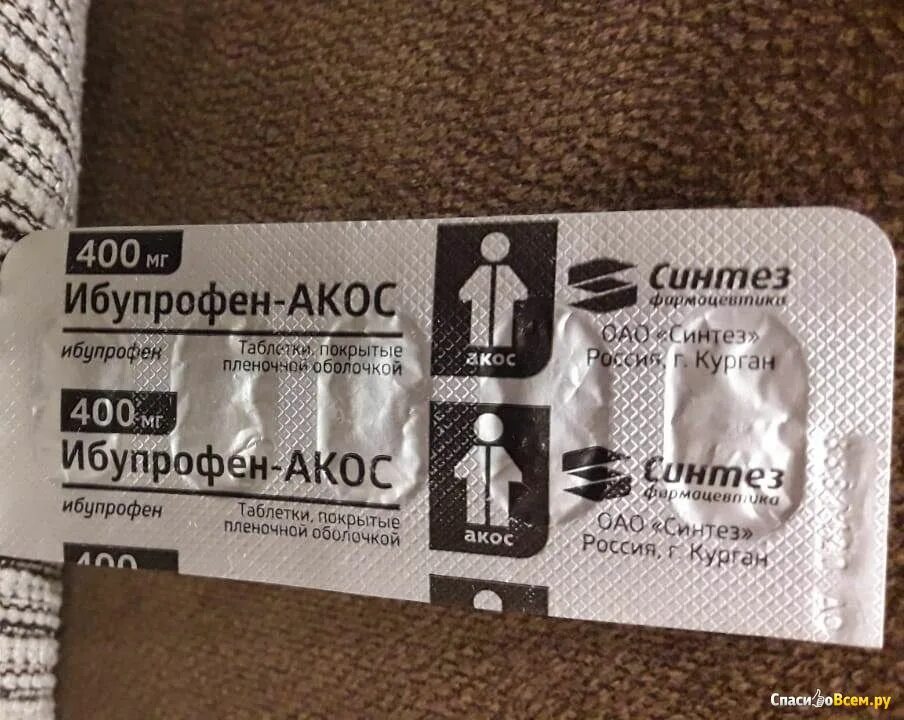 400 мг
Ибупрофен-АКОС
ибупрофен
Таблетки, покрытые
пленочной оболочкой
акос
Синтез
фармацевтика
ОАО «Синтез»
Россия, г. Курган
400 мг
Ибупрофен-АКОС
ибупрофен
Таблетки, покрытые
пленочной оболочкой
акос
Синтез
фармацевтика
ОАО «Синтез»
Россия, г. Курган
400
СпасибоВсем.ру